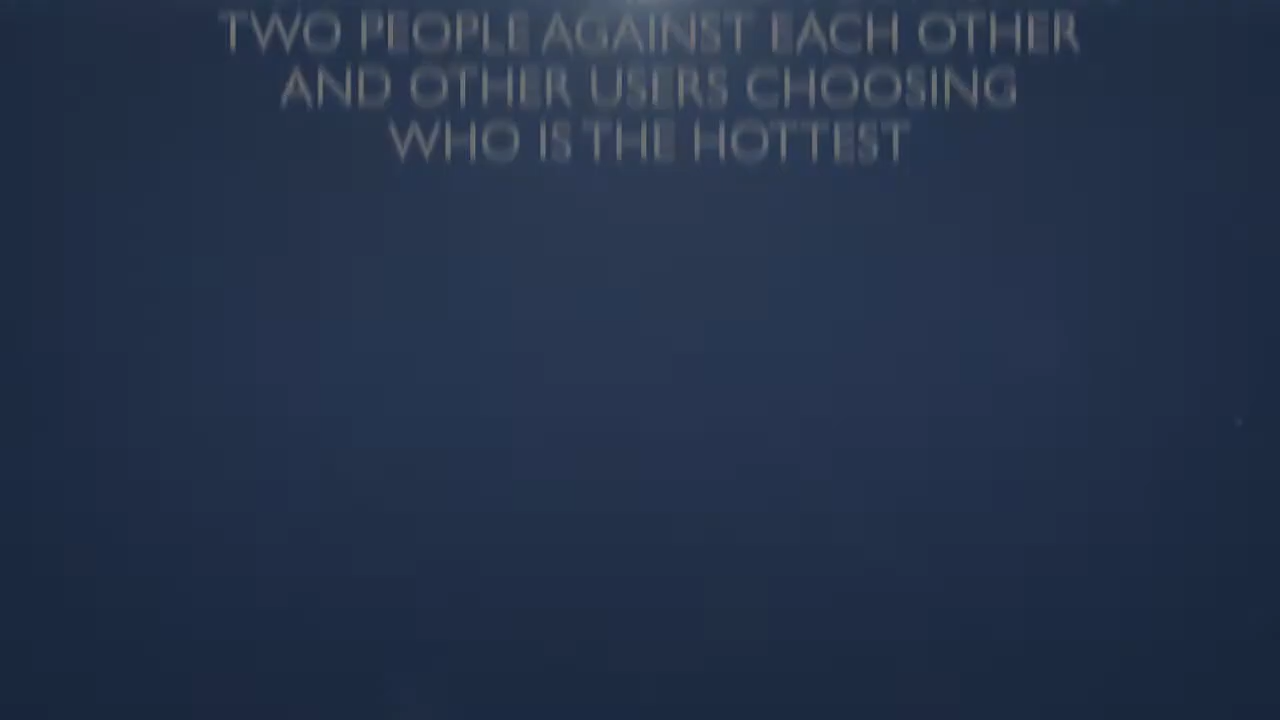 TWO PEOPLE AGAINST EACH OTHER
AND OTHER USERS CHOOSING
WHO IS THE HOTTEST